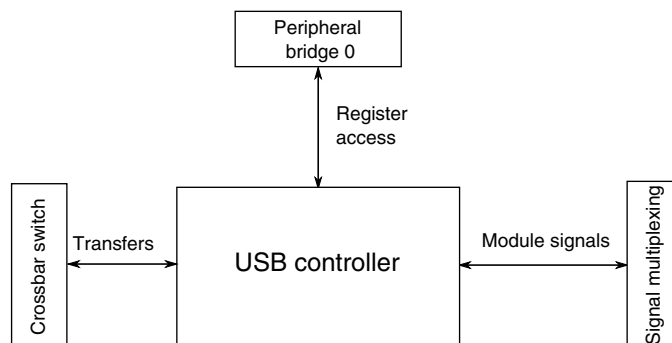 Peripheral
bridge 0
Register
access
Crossbar switch
Transfers
USB controller
Module signals
Signal multiplexing